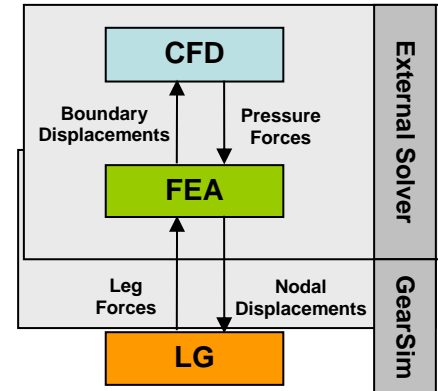 CFD
Boundary
Displacements
Pressure
Forces
FEA
Leg
Forces
Nodal
Displacements
LG
External Solver
GearSim